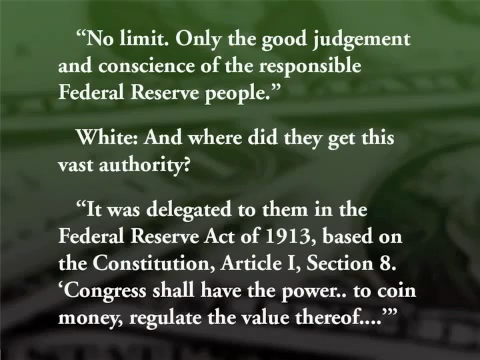 “No limit. Only the good judgement
and conscience of the responsible
Federal Reserve people.”
White: And where did they get this
vast authority?
“It was delegated to them in the
Federal Reserve Act of 1913, based on
the Constitution, Article I, Section 8.
‘Congress shall have the power.. to coin
money, regulate the value thereof....’”